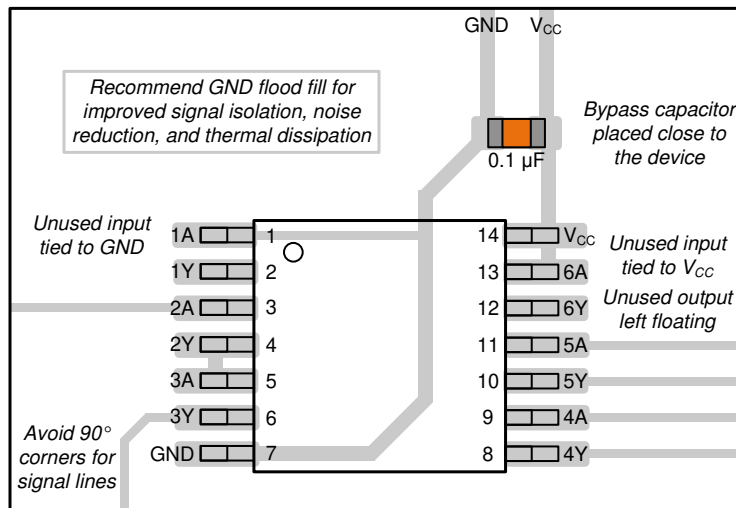 GND VCC
Recommend GND flood fill for
improved signal isolation, noise
reduction, and thermal dissipation
Bypass capacitor
placed close to
the device
0.1 µF
Unused input
tied to GND
1A 1 14 VCC
1Y 2 13 6A
2A 3 12 6Y
2Y 4 11 5A
3A 5 10 5Y
3Y 6 9 4A
GND 7 8 4Y
Unused input
tied to VCC
Unused output
left floating
Avoid 90°
corners for
signal lines